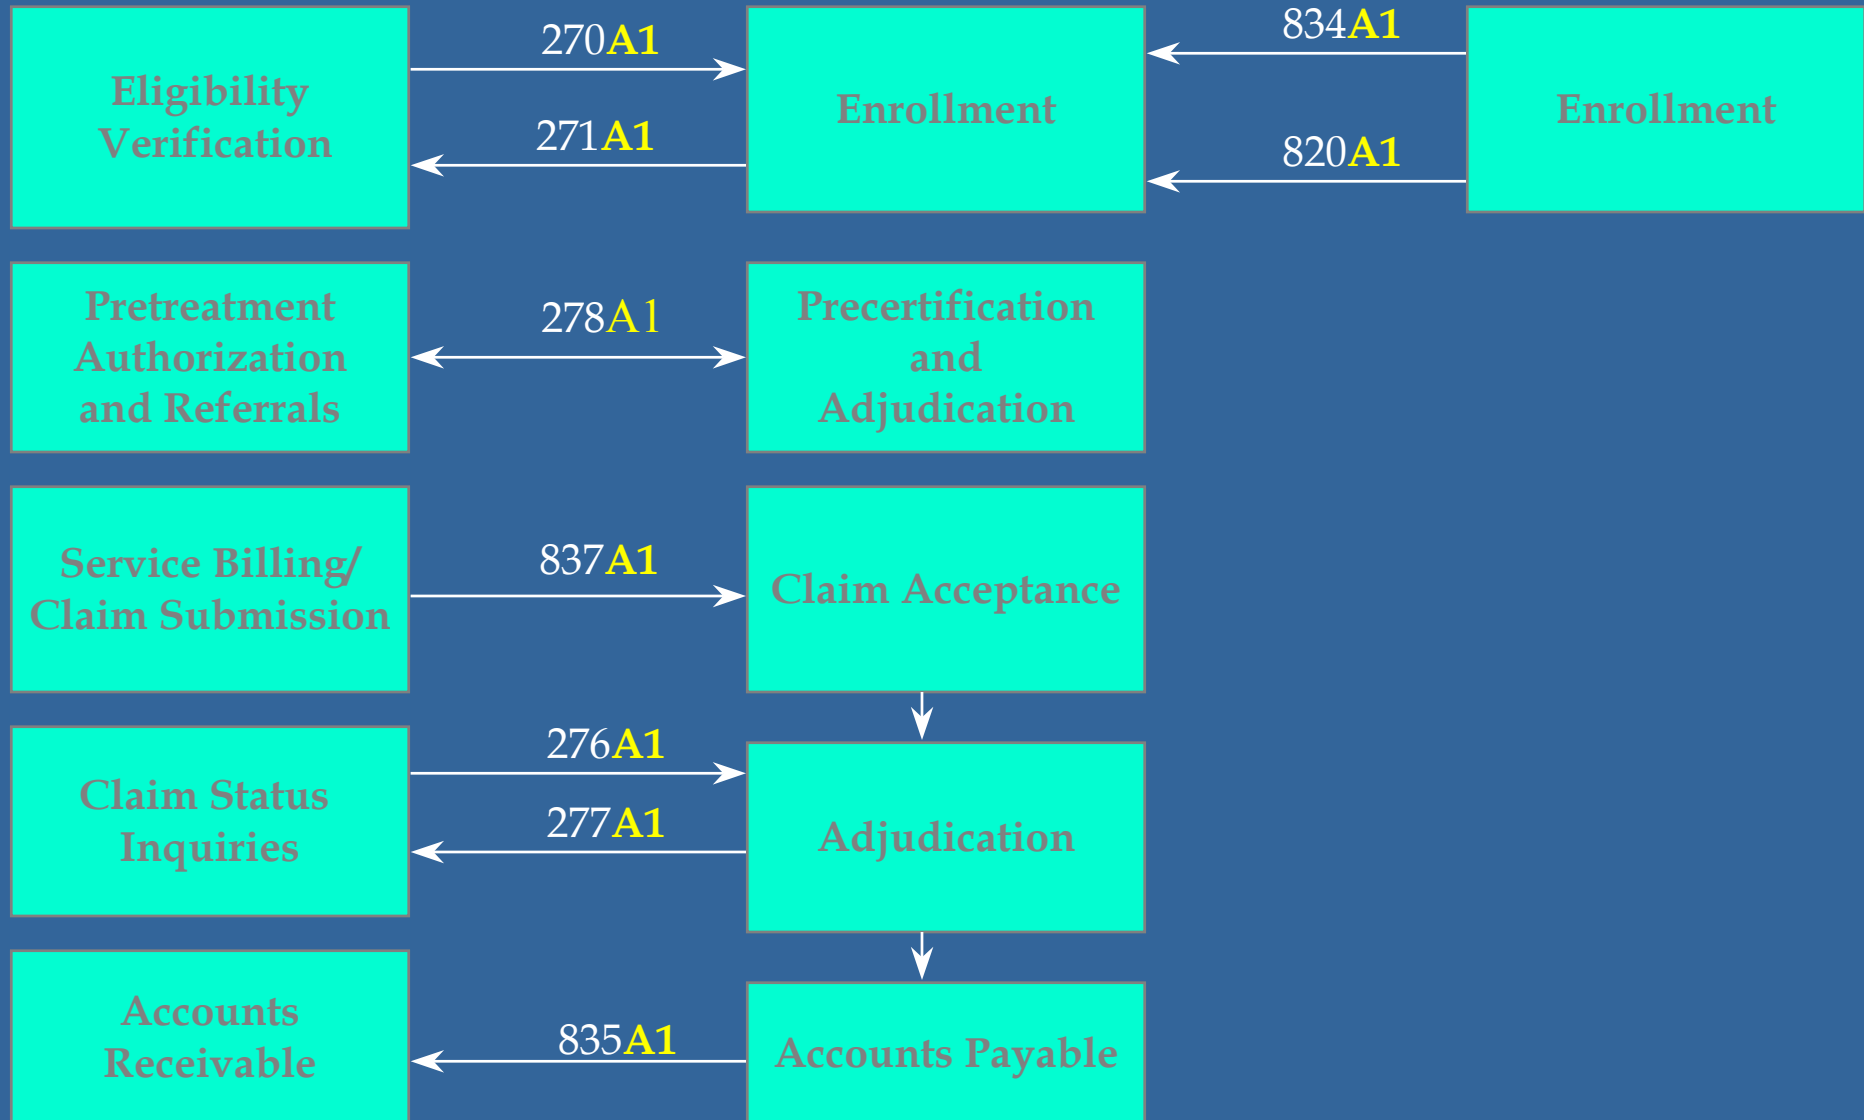 270A1
834A1
Eligibility
Verification
Enrollment
Enrollment
271A1
820A1
Pretreatment
Authorization
and Referrals
278A1
Precertification
and
Adjudication
Service Billing/
Claim Submission
837A1
Claim Acceptance
276A1
Claim Status
Inquiries
277A1
Adjudication
Accounts
Receivable
835A1
Accounts Payable